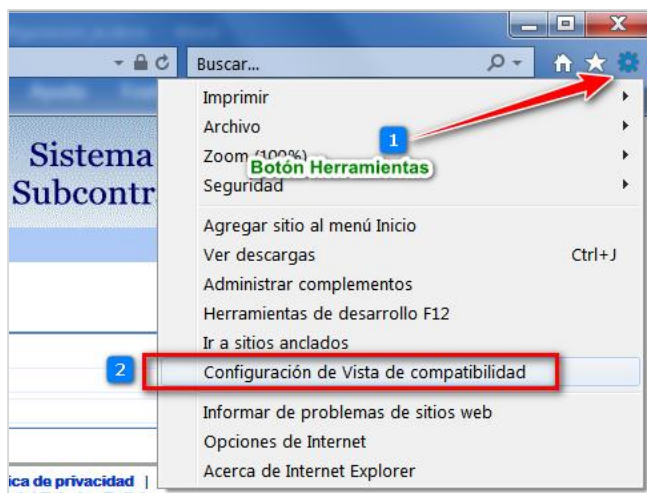 Buscar...
Imprimir
Archivo
1
Zoom (100%)
Botón Herramientas
Seguridad
Sistema
Subcontr
Agregar sitio al menú Inicio
Ver descargas Ctrl+J
Administrar complementos
Herramientas de desarrollo F12
Ir a sitios anclados
2
Configuración de Vista de compatibilidad
Informar de problemas de sitios web
Opciones de Internet
Acerca de Internet Explorer
ica de privacidad |